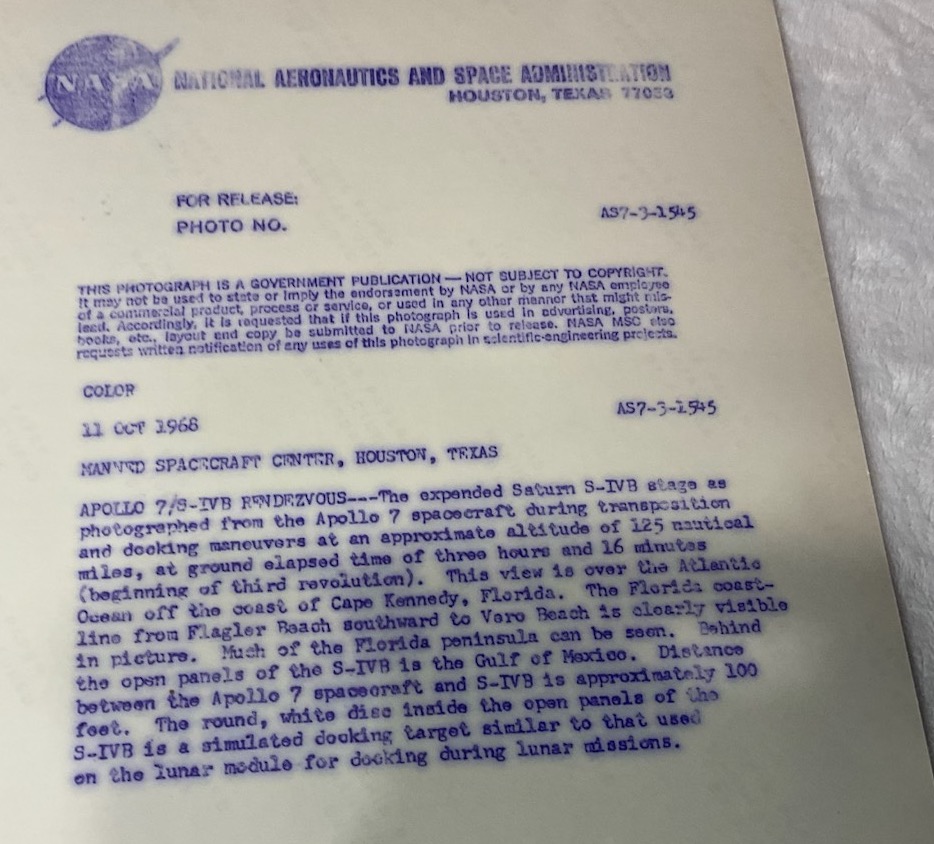 NASA
NATIONAL AERONAUTICS AND SPACE ADMINISTRATION
HOUSTON, TEXAS 77058
FOR RELEASE:
PHOTO NO.
AS7-3-1545
THIS PHOTOGRAPH IS A GOVERNMENT PUBLICATION — NOT SUBJECT TO COPYRIGHT.
It may not be used to state or imply the endorsement by NASA or by any NASA employee
of a commercial product, process or service, or used in any other manner that might mis-
lead. Accordingly, it is requested that if this photograph is used in advertising, posters,
books, etc., layout and copy be submitted to NASA prior to release. NASA MSC also
requests written notification of any uses of this photograph in scientific-engineering projects.
COLOR
AS7-3-1545
11 OCT 1968
MANNED SPACECRAFT CENTER, HOUSTON, TEXAS
APOLLO 7/S-IVB RENDEZVOUS---The expended Saturn S-IVB stage as
photographed from the Apollo 7 spacecraft during transposition
and docking maneuvers at an approximate altitude of 125 nautical
miles, at ground elapsed time of three hours and 16 minutes
(beginning of third revolution). This view is over the Atlantic
Ocean off the coast of Cape Kennedy, Florida. The Florida coast-
line from Flagler Beach southward to Vero Beach is clearly visible
in picture. Much of the Florida peninsula can be seen. Behind
the open panels of the S-IVB is the Gulf of Mexico. Distance
between the Apollo 7 spacecraft and S-IVB is approximately 100
feet. The round, white disc inside the open panels of the
S-IVB is a simulated docking target similar to that used
on the lunar module for docking during lunar missions.